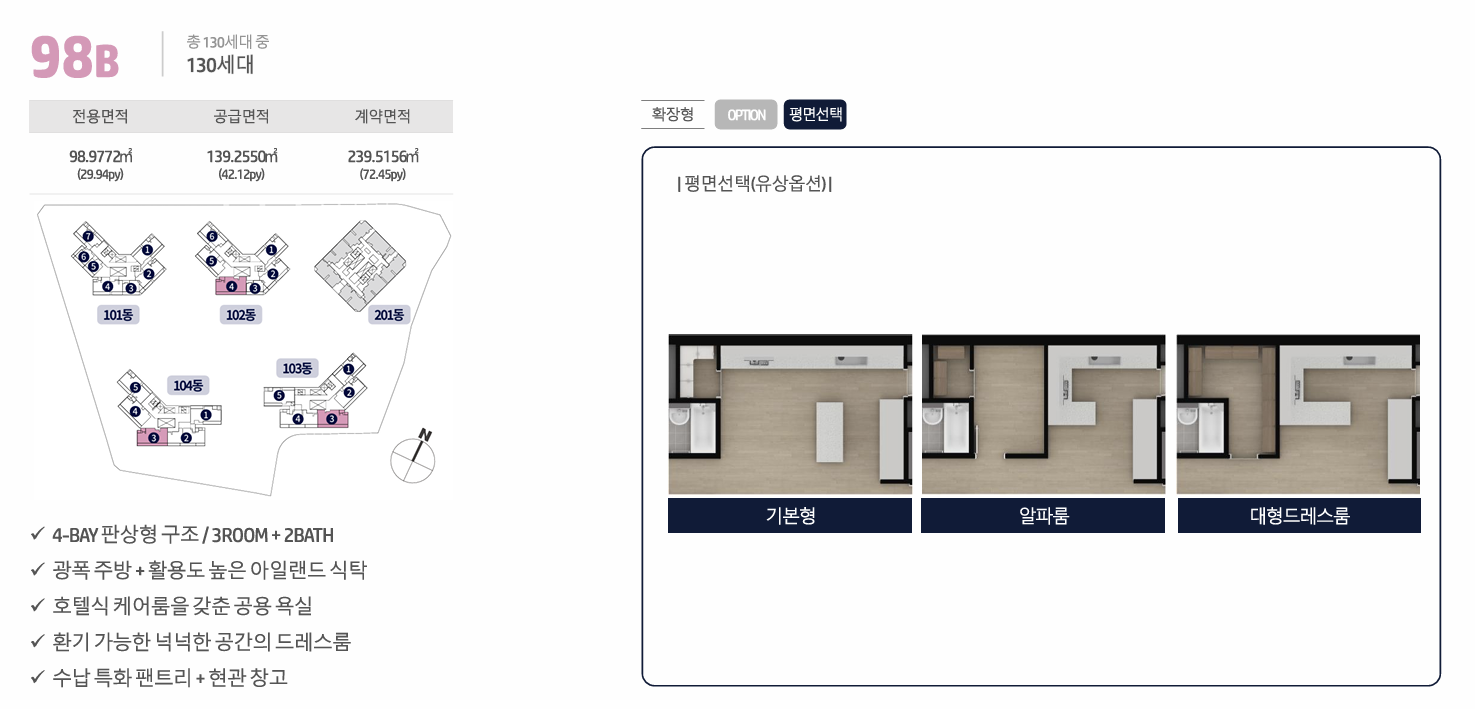 98B
총 130세대 중
130세대
전용면적 공급면적 계약면적
98.9772㎡ 139.2550㎡ 239.5156㎡
(29.94py) (42.12py) (72.45py)
7 6 5 4 3 2 1
101동
6 5 4 3 2 1
102동
201동
103동
1 2 3 4 5
104동
5 4 3 2 1
N
✓ 4-BAY 판상형 구조 / 3ROOM + 2BATH
✓ 광폭 주방 + 활용도 높은 아일랜드 식탁
✓ 호텔식 케어룸을 갖춘 공용 욕실
✓ 환기 가능한 넉넉한 공간의 드레스룸
✓ 수납 특화 팬트리 + 현관 창고
확장형 OPTION 평면선택
| 평면선택(유상옵션) |
기본형 알파룸 대형드레스룸